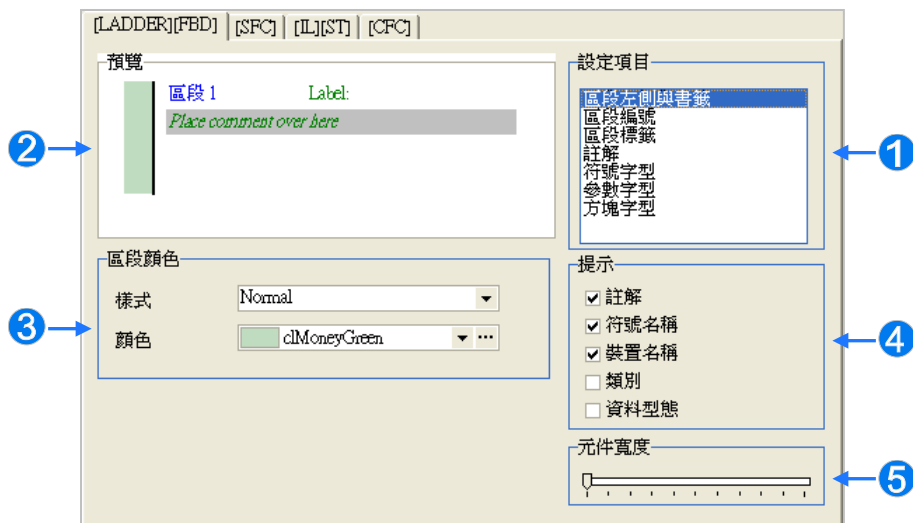 [LADDER][FBD] [SFC] [IL][ST] [CFC]
預覽
區段 1 Label:
Place comment over here
2
設定項目
區段左側與書籤
區段編號
區段標籤
註解
符號字型
參數字型
方塊字型
1
區段顏色
樣式 Normal
顏色 clMoneyGreen ...
3
提示
註解
符號名稱
裝置名稱
類別
資料型態
4
元件寬度
5